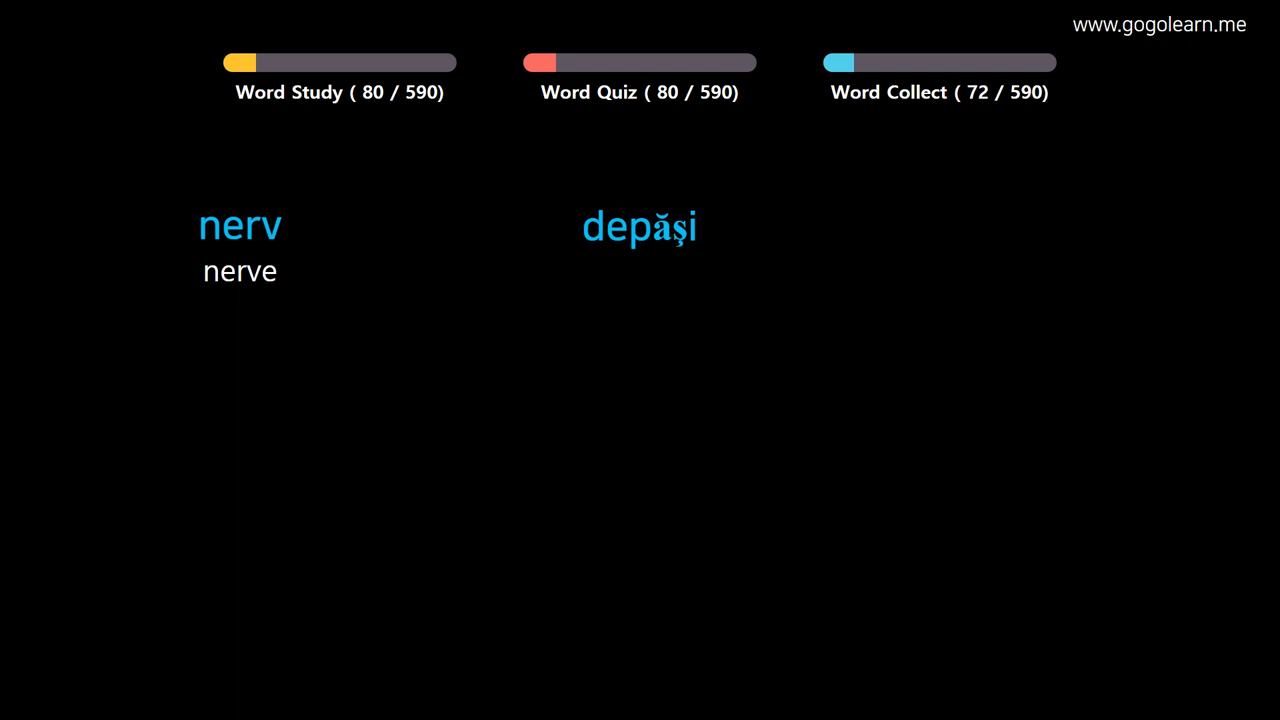 www.gogolearn.me
Word Study ( 80 / 590)
Word Quiz ( 80 / 590)
Word Collect ( 72 / 590)
nerv
nerve
depăşi